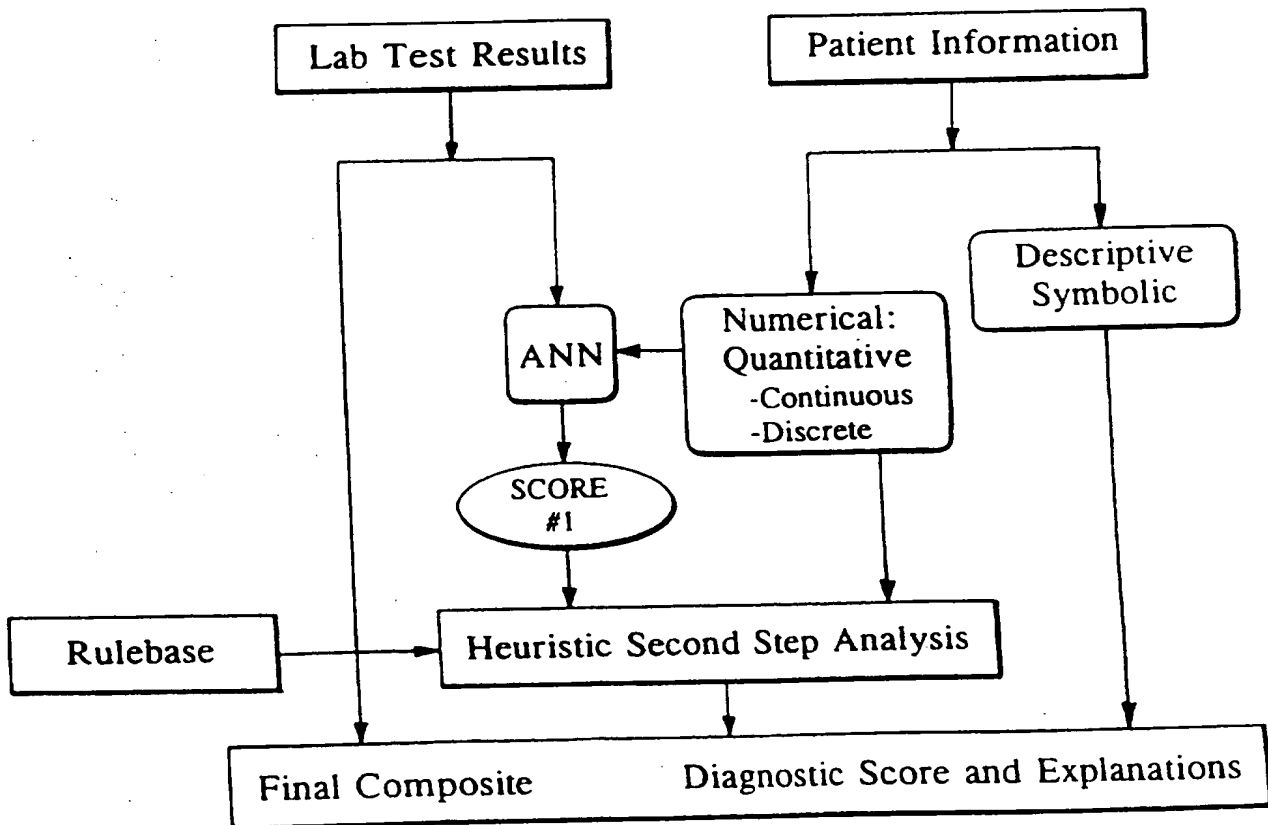 Lab Test Results
Patient Information
Descriptive
Symbolic
Numerical:
Quantitative
-Continuous
-Discrete
ANN
SCORE
#1
Rulebase
Heuristic Second Step Analysis
Final Composite Diagnostic Score and Explanations